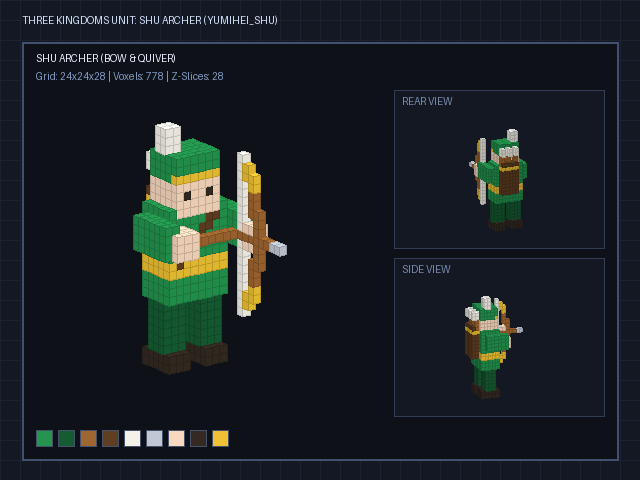 THREE KINGDOMS UNIT: SHU ARCHER (YUMIHEI_SHU)
SHU ARCHER (BOW & QUIVER)
Grid: 24x24x28 | Voxels: 778 | Z-Slices: 28
REAR VIEW
SIDE VIEW